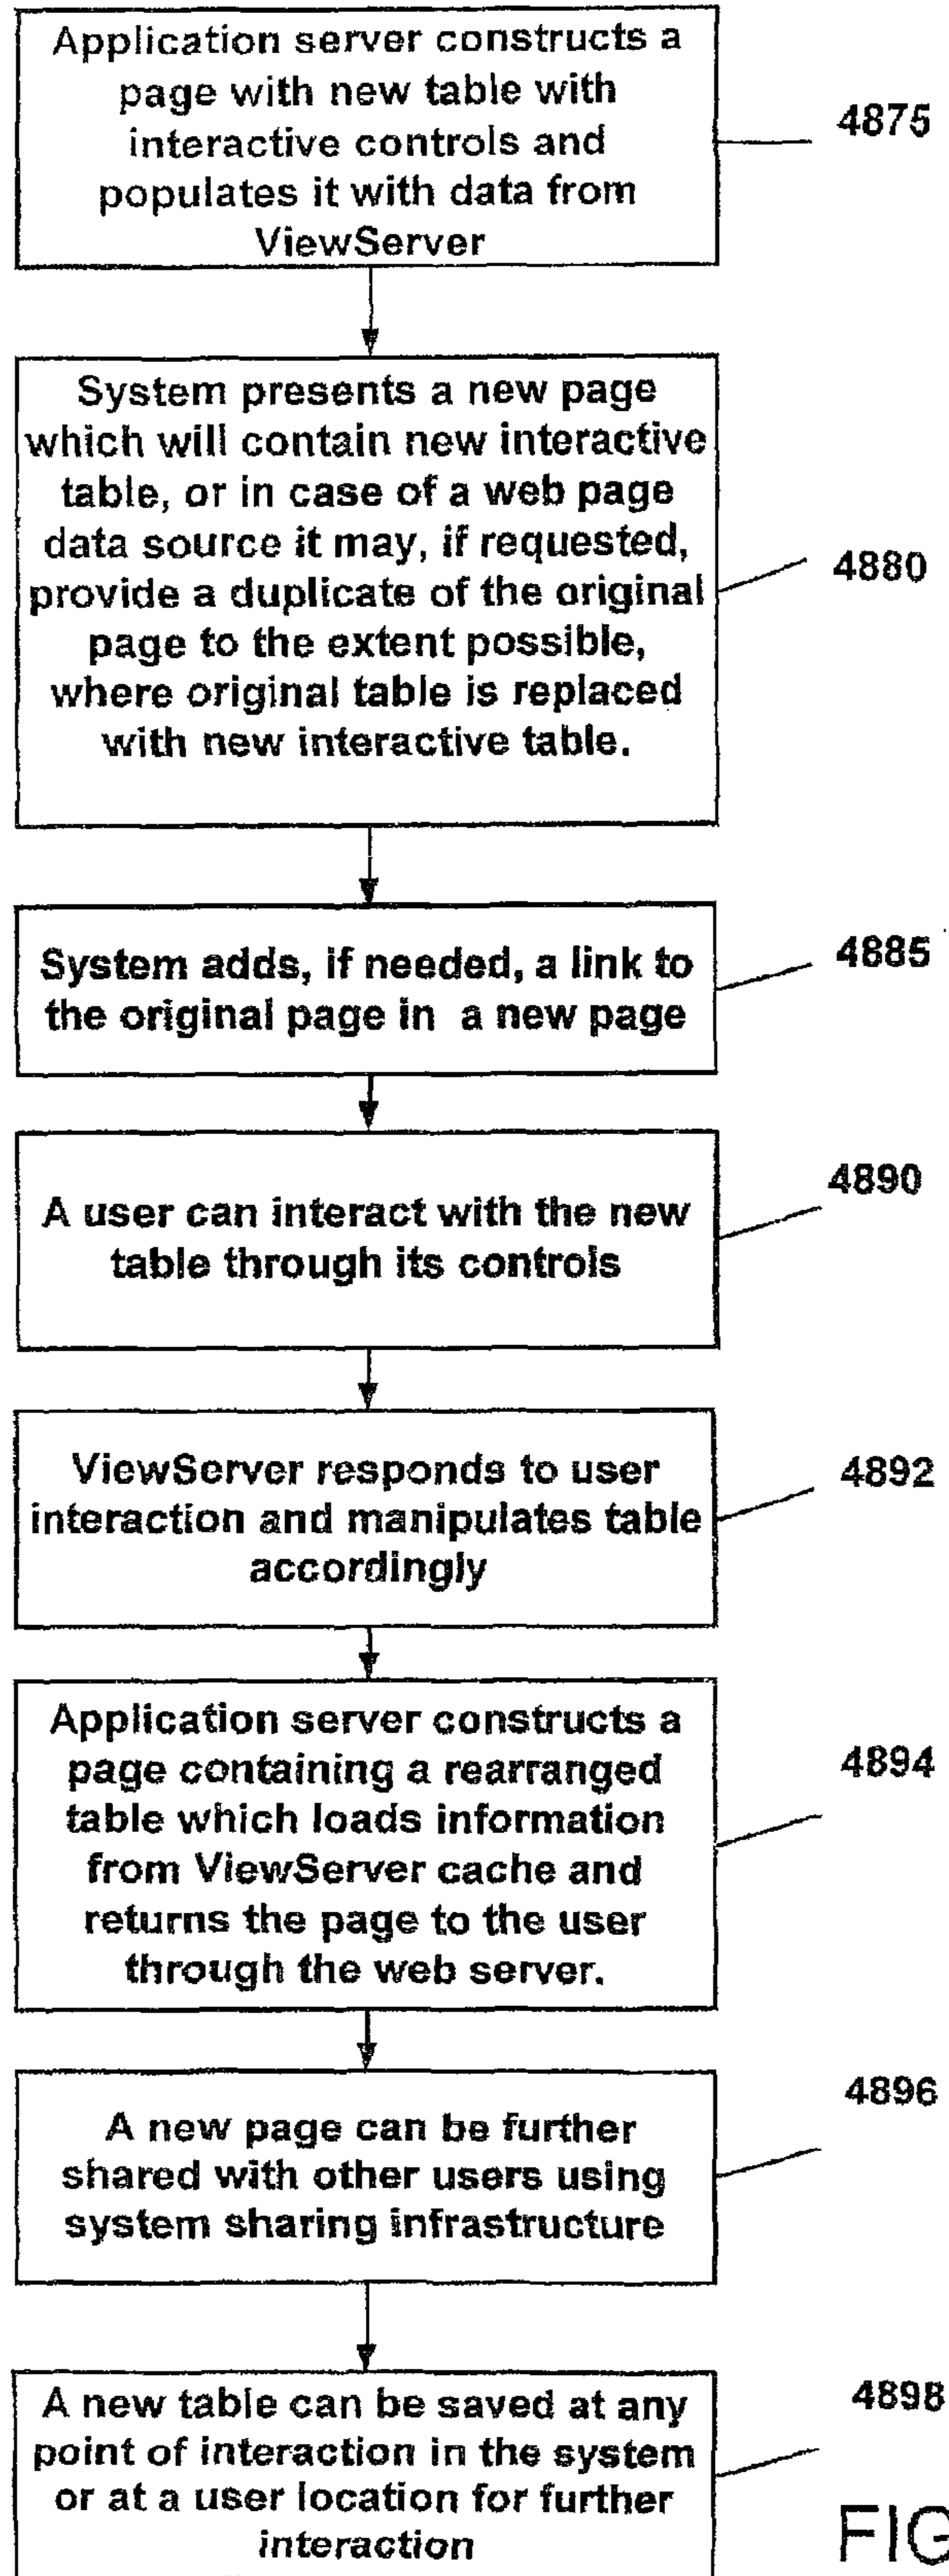 Application server constructs a
page with new table with
interactive controls and
populates it with data from
ViewServer
4875
System presents a new page
which will contain new interactive
table, or in case of a web page
data source it may, if requested,
provide a duplicate of the original
page to the extent possible,
where original table is replaced
with new interactive table.
4880
System adds, if needed, a link to
the original page in a new page
4885
A user can interact with the new
table through its controls
4890
ViewServer responds to user
interaction and manipulates table
accordingly
4892
Application server constructs a
page containing a rearranged
table which loads information
from ViewServer cache and
returns the page to the user
through the web server.
4894
A new page can be further
shared with other users using
system sharing infrastructure
4896
A new table can be saved at any
point of interaction in the system
or at a user location for further
interaction
4898
FIG